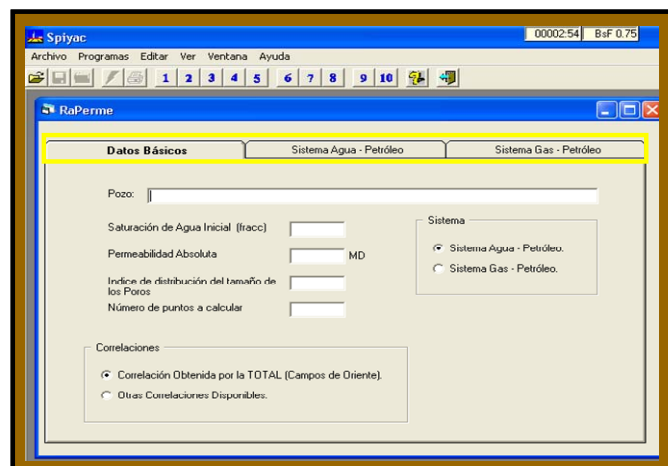 Spiyac
00002:54 BsF 0.75
Archivo Programas Editar Ver Ventana Ayuda
1 2 3 4 5 6 7 8 9 10
RaPerme
Datos Básicos Sistema Agua - Petróleo Sistema Gas - Petróleo
Pozo:
Saturación de Agua Inicial (fracc)
Permeabilidad Absoluta MD
Indice de distribución del tamaño de
los Poros
Número de puntos a calcular
Sistema
Sistema Agua - Petróleo.
Sistema Gas - Petróleo.
Correlaciones
Correlación Obtenida por la TOTAL (Campos de Oriente).
Otras Correlaciones Disponibles.